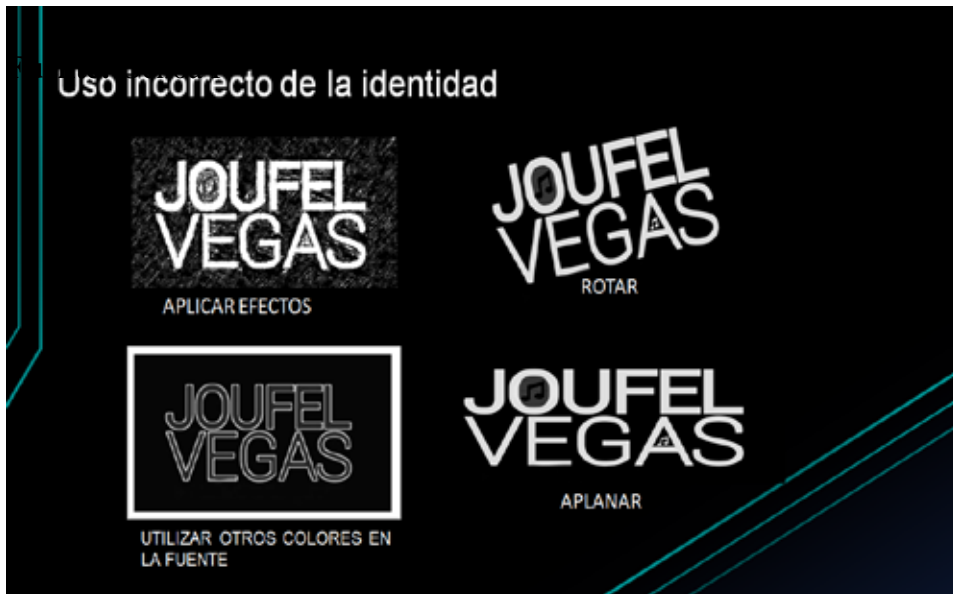 Uso incorrecto de la identidad
JOUFEL
VEGAS
APLICAR EFECTOS
JOUFEL
VEGAS
ROTAR
JOUFEL
VEGAS
UTILIZAR OTROS COLORES EN
LA FUENTE
JOUFEL
VEGAS
APLANAR